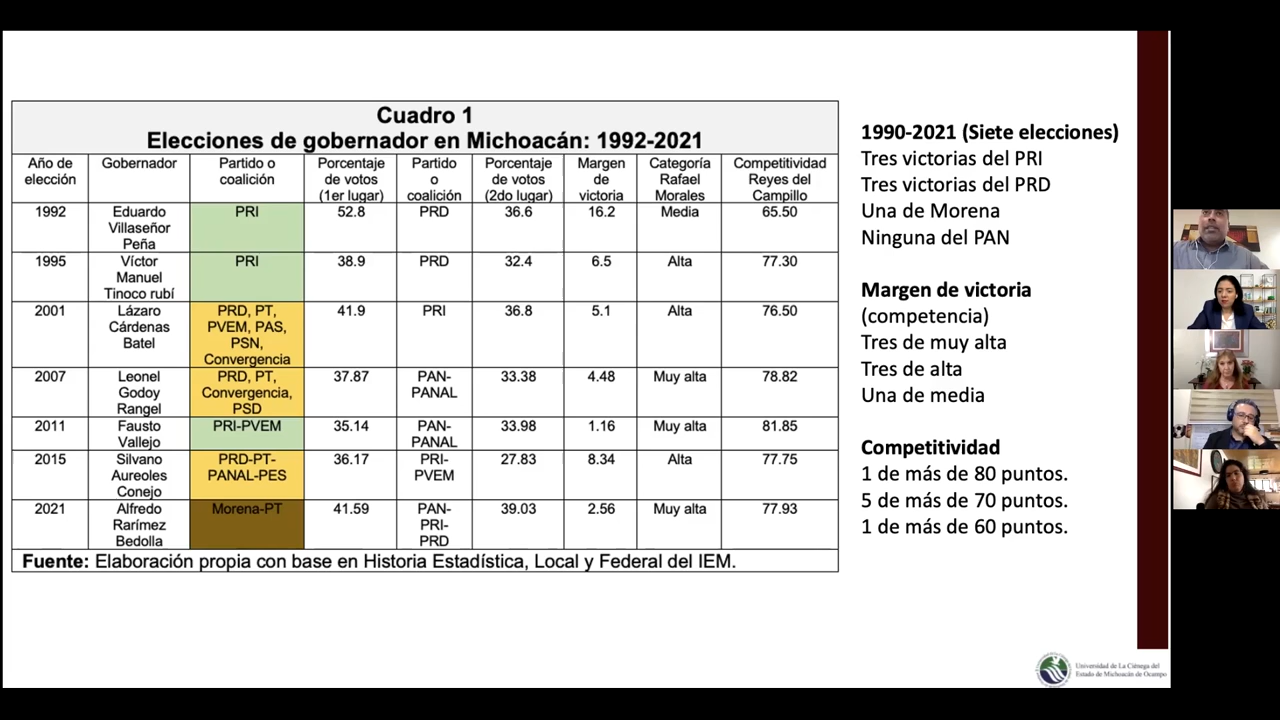 Cuadro 1
Elecciones de gobernador en Michoacán: 1992-2021
Año de elección Gobernador Partido o coalición Porcentaje de votos (1er lugar) Partido o coalición Porcentaje de votos (2do lugar) Margen de victoria Categoría Rafael Morales Competitividad Reyes del Campillo
1992 Eduardo Villaseñor Peña PRI 52.8 PRD 36.6 16.2 Media 65.50
1995 Víctor Manuel Tinoco rubí PRI 38.9 PRD 32.4 6.5 Alta 77.30
2001 Lázaro Cárdenas Batel PRD, PT, PVEM, PAS, PSN, Convergencia 41.9 PRI 36.8 5.1 Alta 76.50
2007 Leonel Godoy Rangel PRD, PT, Convergencia, PSD 37.87 PAN-PANAL 33.38 4.48 Muy alta 78.82
2011 Fausto Vallejo PRI-PVEM 35.14 PAN-PANAL 33.98 1.16 Muy alta 81.85
2015 Silvano Aureoles Conejo PRD-PT-PANAL-PES 36.17 PRI-PVEM 27.83 8.34 Alta 77.75
2021 Alfredo Rarímez Bedolla Morena-PT 41.59 PAN-PRI-PRD 39.03 2.56 Muy alta 77.93
Fuente: Elaboración propia con base en Historia Estadística, Local y Federal del IEM.
1990-2021 (Siete elecciones)
Tres victorias del PRI
Tres victorias del PRD
Una de Morena
Ninguna del PAN
Margen de victoria
(competencia)
Tres de muy alta
Tres de alta
Una de media
Competitividad
1 de más de 80 puntos.
5 de más de 70 puntos.
1 de más de 60 puntos.
Universidad de La Ciénega del
Estado de Michoacán de Ocampo